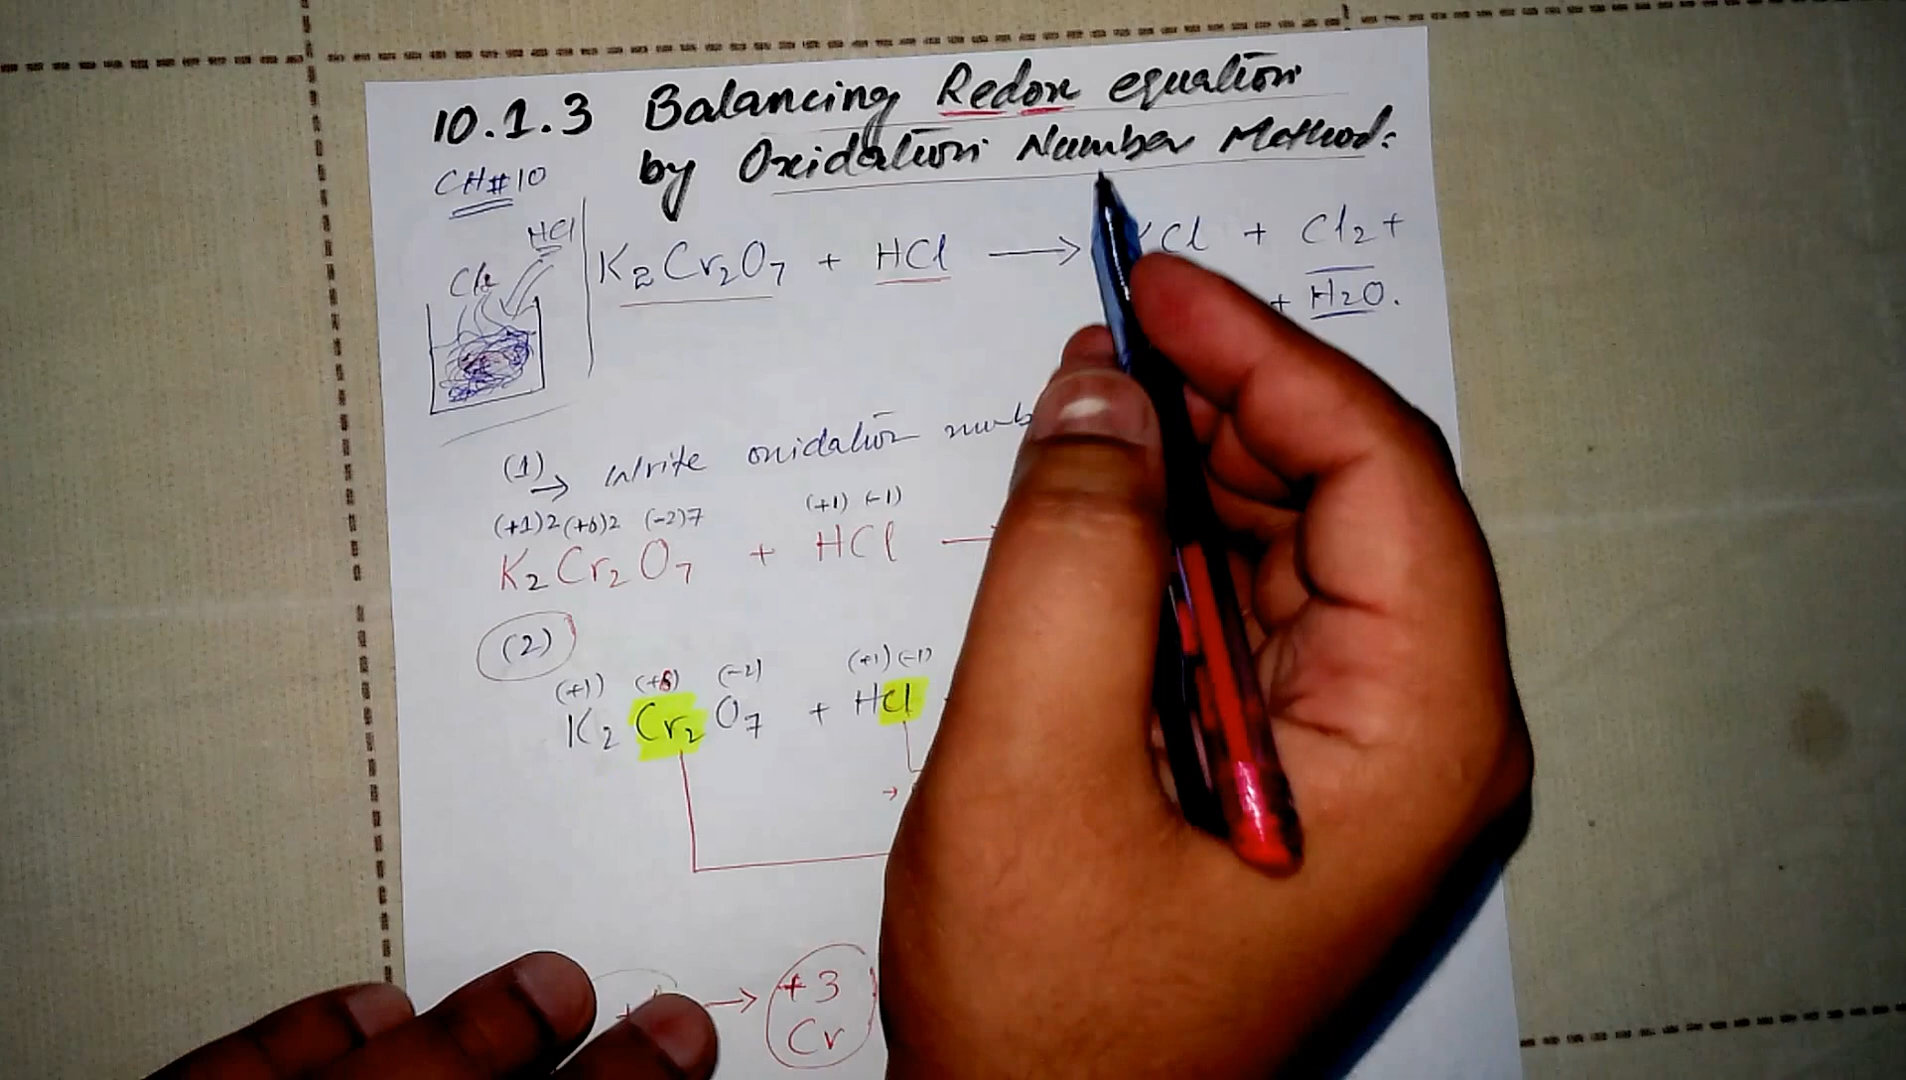 10.1.3 Balancing Redox equation
by Oxidation Number Method:
CH#10
HCl
Cl2
K2Cr2O7 + HCl → Cl + Cl2 +
+ H2O.
(1) → Write oxidation numb
(+1)2 (+6)2 (-2)7 (+1) (-1)
K2Cr2O7 + HCl →
(2)
(+1) (+6) (-2) (+1) (-1)
K2 Cr2 O7 + HCl
→
→ +3
Cr